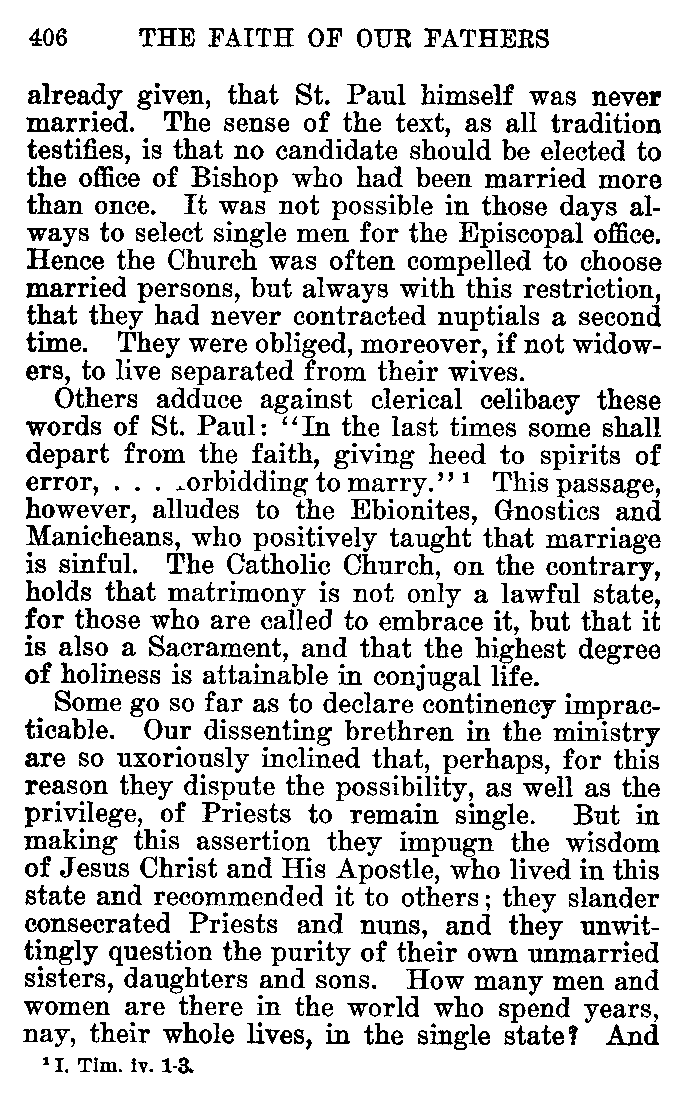 406 THE FAITH OF OUR FATHERS
already given, that St. Paul himself was never
married. The sense of the text, as all tradition
testifies, is that no candidate should be elected to
the office of Bishop who had been married more
than once. It was not possible in those days al-
ways to select single men for the Episcopal office.
Hence the Church was often compelled to choose
married persons, but always with this restriction,
that they had never contracted nuptials a second
time. They were obliged, moreover, if not widow-
ers, to live separated from their wives.
Others adduce against clerical celibacy these
words of St. Paul: "In the last times some shall
depart from the faith, giving heed to spirits of
error, . . . .orbidding to marry." ¹ This passage,
however, alludes to the Ebionites, Gnostics and
Manicheans, who positively taught that marriage
is sinful. The Catholic Church, on the contrary,
holds that matrimony is not only a lawful state,
for those who are called to embrace it, but that it
is also a Sacrament, and that the highest degree
of holiness is attainable in conjugal life.
Some go so far as to declare continency imprac-
ticable. Our dissenting brethren in the ministry
are so uxoriously inclined that, perhaps, for this
reason they dispute the possibility, as well as the
privilege, of Priests to remain single. But in
making this assertion they impugn the wisdom
of Jesus Christ and His Apostle, who lived in this
state and recommended it to others; they slander
consecrated Priests and nuns, and they unwit-
tingly question the purity of their own unmarried
sisters, daughters and sons. How many men and
women are there in the world who spend years,
nay, their whole lives, in the single state? And
¹ I. Tim. iv. 1-3.